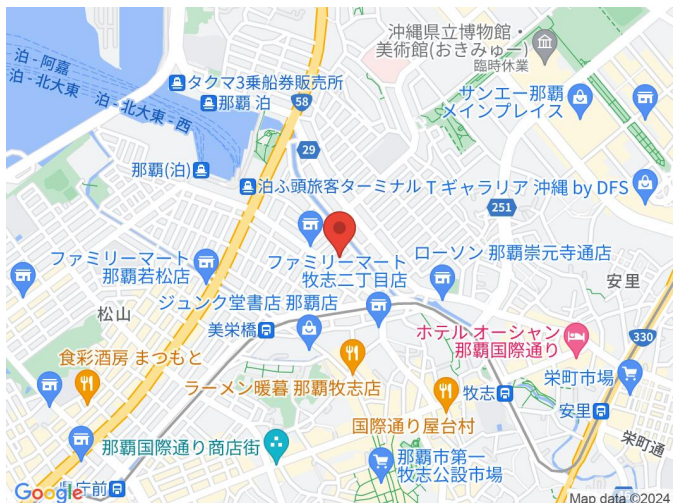 沖縄県立博物館・
美術館(おきみゅー)
臨時休業
泊 - 阿嘉
泊 - 北大東
泊 - 北大東 - 西
タクマ3乗船券販売所
那覇 泊
58
サンエー那覇
メインプレイス
29
那覇(泊)
泊ふ頭旅客ターミナル
Tギャラリア 沖縄 by DFS
251
ファミリーマート
那覇若松店
ファミリーマート
牧志二丁目店
ローソン 那覇崇元寺通店
安里
松山
ジュンク堂書店 那覇店
美栄橋
ホテル オーシャン
那覇国際通り
330
食彩酒房 まつもと
ラーメン暖暮 那覇牧志店
牧志
栄町市場
国際通り屋台村
安里
栄町通
那覇国際通り商店街
那覇市第一
牧志公設市場
県庁前
Google
Map data ©2024